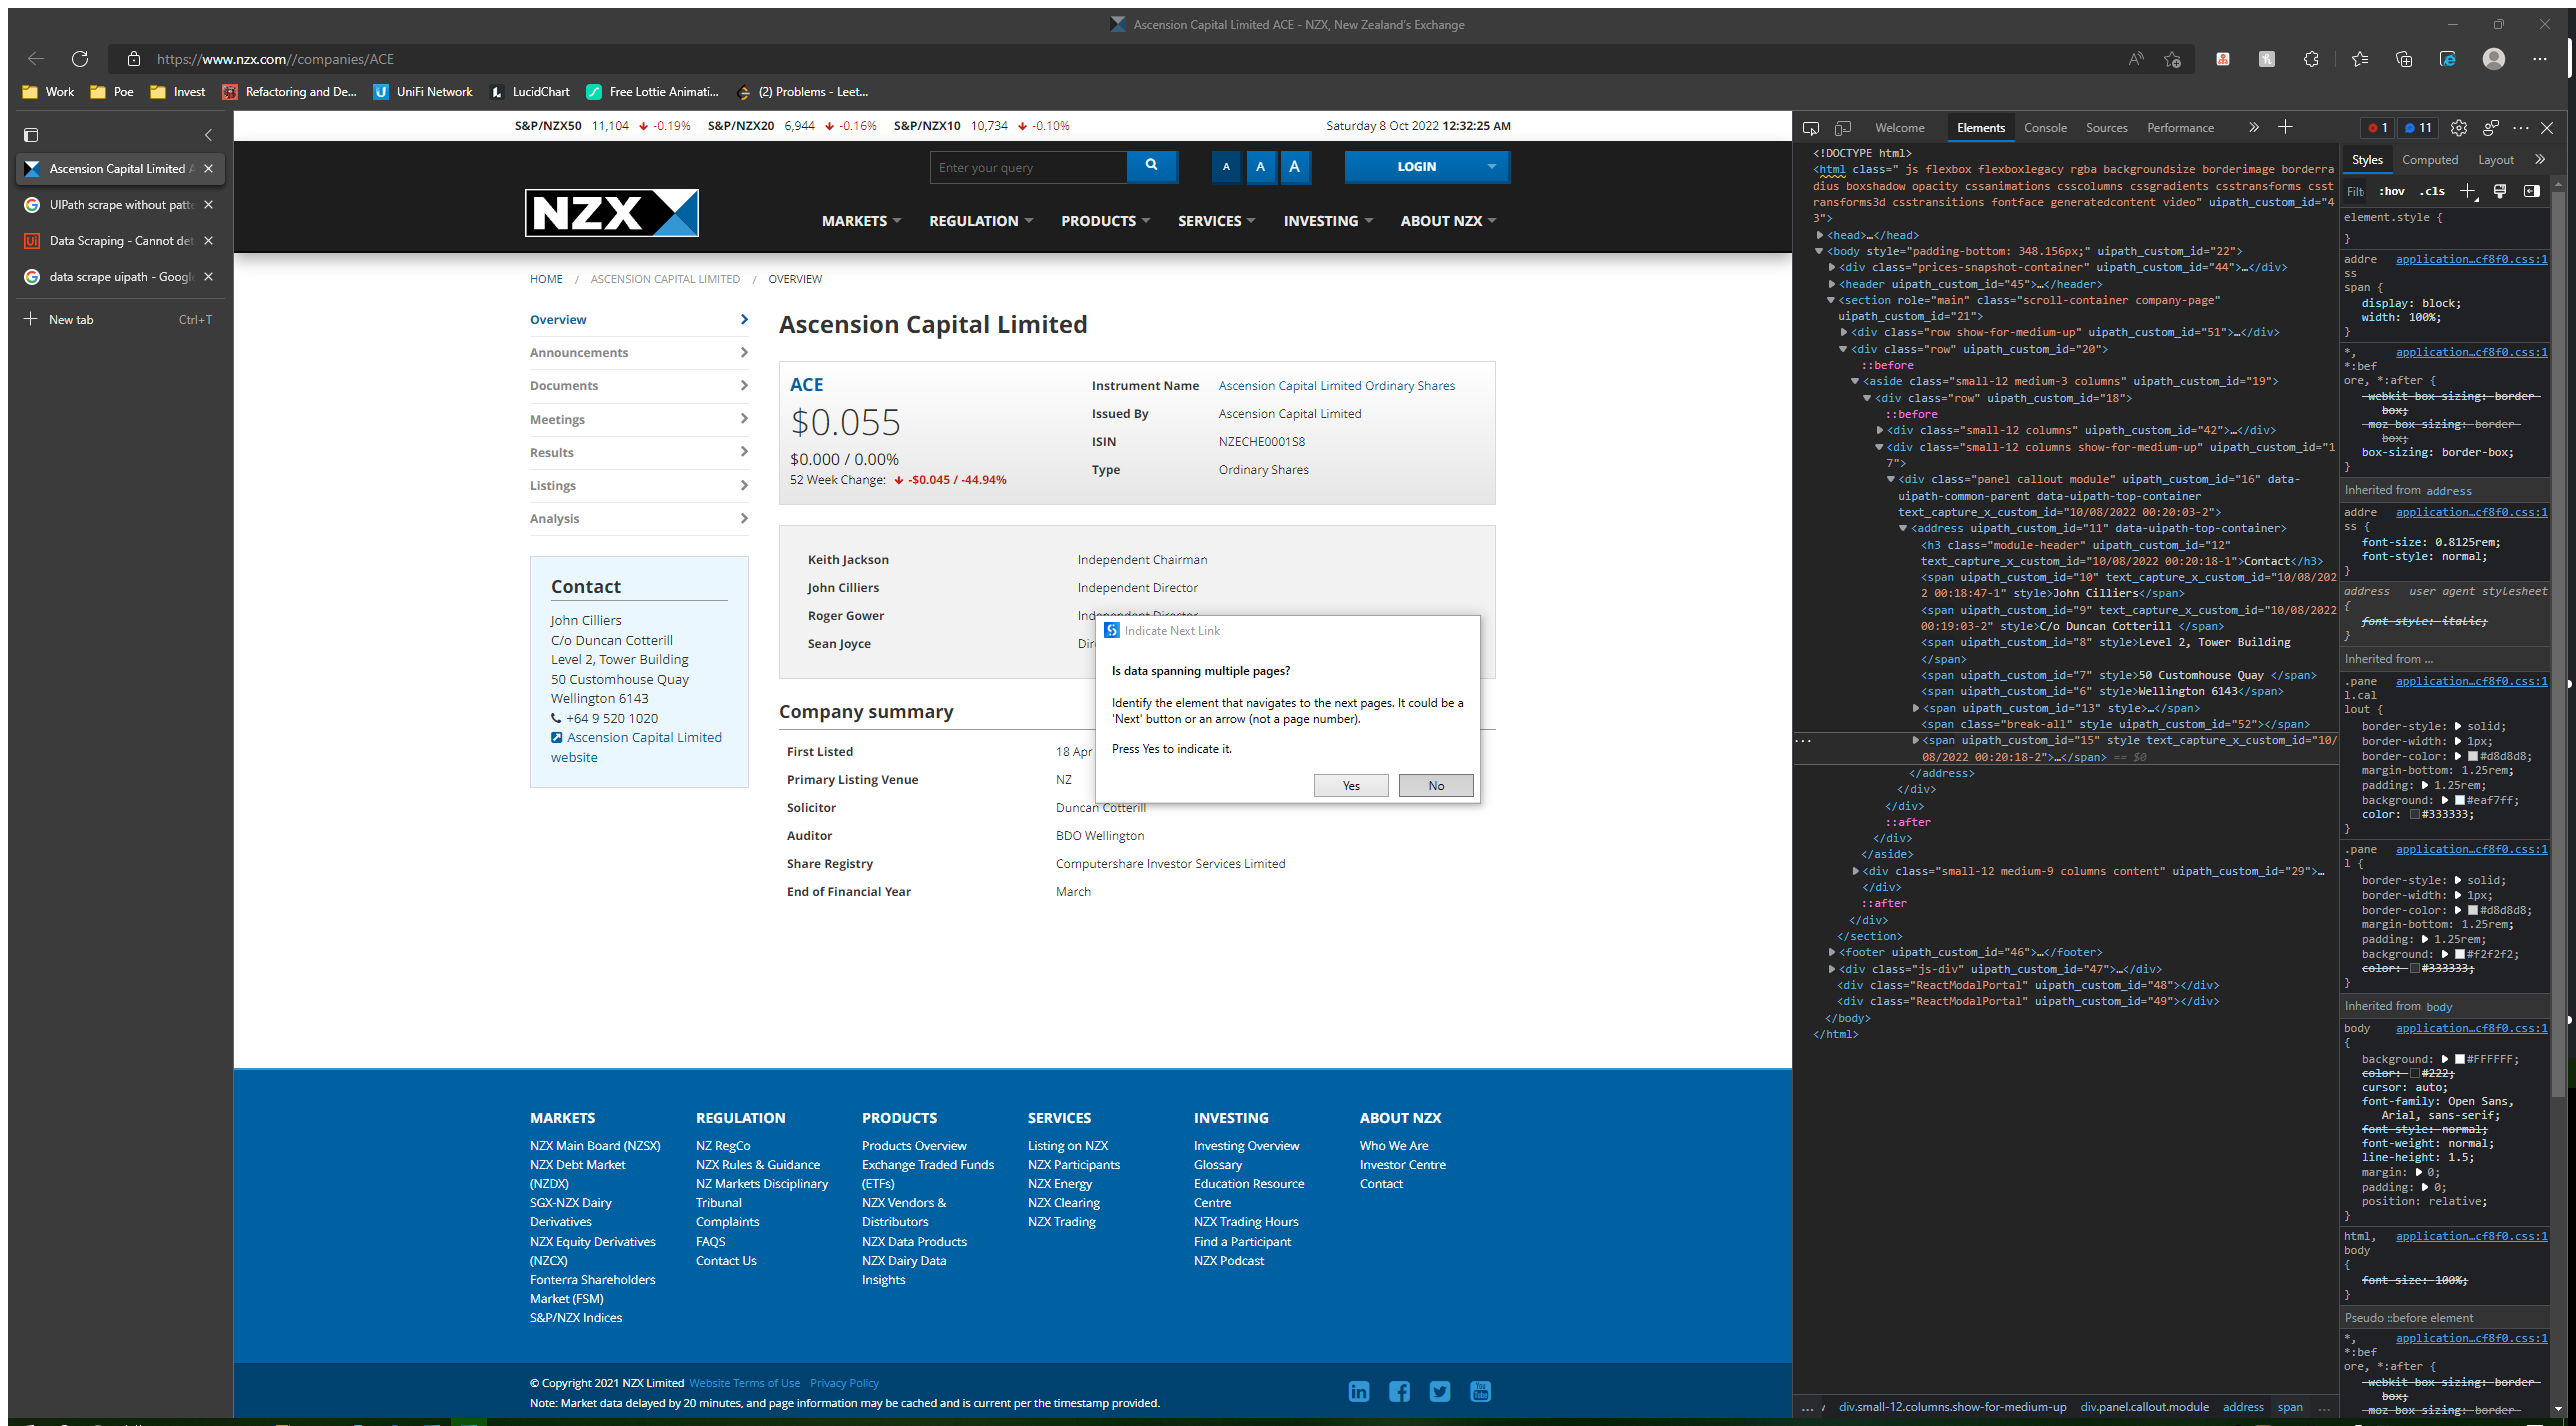 Ascension Capital Limited ACE - NZX, New Zealand's Exchange
https://www.nzx.com//companies/ACE
Work Poe Invest Refactoring and De... UniFi Network LucidChart Free Lottie Animati... (2) Problems - Leet...
Ascension Capital Limited A
UIPath scrape without patte
Data Scraping - Cannot det
data scrape uipath - Googl
New tab Ctrl+T
S&P/NZX50 11,104 -0.19% S&P/NZX20 6,944 -0.16% S&P/NZX10 10,734 -0.10%
Saturday 8 Oct 2022 12:32:25 AM
Enter your query
A A A
LOGIN
NZX
MARKETS REGULATION PRODUCTS SERVICES INVESTING ABOUT NZX
HOME / ASCENSION CAPITAL LIMITED / OVERVIEW
Overview
Announcements
Documents
Meetings
Results
Listings
Analysis
Contact
John Cilliers
C/o Duncan Cotterill
Level 2, Tower Building
50 Customhouse Quay
Wellington 6143
+64 9 520 1020
Ascension Capital Limited
website
Ascension Capital Limited
ACE
$0.055
$0.000 / 0.00%
52 Week Change: -$0.045 / -44.94%
Instrument Name Ascension Capital Limited Ordinary Shares
Issued By Ascension Capital Limited
ISIN NZECHE0001S8
Type Ordinary Shares
Keith Jackson Independent Chairman
John Cilliers Independent Director
Roger Gower Independent Director
Sean Joyce Dir
Indicate Next Link
Is data spanning multiple pages?
Identify the element that navigates to the next pages. It could be a
'Next' button or an arrow (not a page number).
Press Yes to indicate it.
Yes No
Company summary
First Listed 18 Apr
Primary Listing Venue NZ
Solicitor Duncan Cotterill
Auditor BDO Wellington
Share Registry Computershare Investor Services Limited
End of Financial Year March
MARKETS
NZX Main Board (NZSX)
NZX Debt Market
(NZDX)
SGX-NZX Dairy
Derivatives
NZX Equity Derivatives
(NZCX)
Fonterra Shareholders
Market (FSM)
S&P/NZX Indices
REGULATION
NZ RegCo
NZX Rules & Guidance
NZ Markets Disciplinary
Tribunal
Complaints
FAQS
Contact Us
PRODUCTS
Products Overview
Exchange Traded Funds
(ETFs)
NZX Vendors &
Distributors
NZX Data Products
NZX Dairy Data
Insights
SERVICES
Listing on NZX
NZX Participants
NZX Energy
NZX Clearing
NZX Trading
INVESTING
Investing Overview
Glossary
Education Resource
Centre
NZX Trading Hours
Find a Participant
NZX Podcast
ABOUT NZX
Who We Are
Investor Centre
Contact
© Copyright 2021 NZX Limited Website Terms of Use Privacy Policy
Note: Market data delayed by 20 minutes, and page information may be cached and is current per the timestamp provided.
Welcome Elements Console Sources Performance
1 11
<!DOCTYPE html>
<html class=" js flexbox flexboxlegacy rgba backgroundsize borderimage borderra
dius boxshadow opacity cssanimations csscolumns cssgradients csstransforms csst
ransforms3d csstransitions fontface generatedcontent video" uipath_custom_id="4
3">
<head>…</head>
<body style="padding-bottom: 348.156px;" uipath_custom_id="22">
<div class="prices-snapshot-container" uipath_custom_id="44">…</div>
<header uipath_custom_id="45">…</header>
<section role="main" class="scroll-container company-page"
uipath_custom_id="21">
<div class="row show-for-medium-up" uipath_custom_id="51">…</div>
<div class="row" uipath_custom_id="20">
::before
<aside class="small-12 medium-3 columns" uipath_custom_id="19">
<div class="row" uipath_custom_id="18">
::before
<div class="small-12 columns" uipath_custom_id="42">…</div>
<div class="small-12 columns show-for-medium-up" uipath_custom_id="1
7">
<div class="panel callout module" uipath_custom_id="16" data-
uipath-common-parent data-uipath-top-container
text_capture_x_custom_id="10/08/2022 00:20:03-2">
<address uipath_custom_id="11" data-uipath-top-container>
<h3 class="module-header" uipath_custom_id="12"
text_capture_x_custom_id="10/08/2022 00:20:18-1">Contact</h3>
<span uipath_custom_id="10" text_capture_x_custom_id="10/08/202
2 00:18:47-1" style>John Cilliers</span>
<span uipath_custom_id="9" text_capture_x_custom_id="10/08/2022
00:19:03-2" style>C/o Duncan Cotterill </span>
<span uipath_custom_id="8" style>Level 2, Tower Building
</span>
<span uipath_custom_id="7" style>50 Customhouse Quay </span>
<span uipath_custom_id="6" style>Wellington 6143</span>
<span uipath_custom_id="13" style>…</span>
<span class="break-all" style uipath_custom_id="52"></span>
<span uipath_custom_id="15" style text_capture_x_custom_id="10/
08/2022 00:20:18-2">…</span> == $0
</address>
</div>
</div>
::after
</div>
</aside>
<div class="small-12 medium-9 columns content" uipath_custom_id="29">…
</div>
::after
</div>
</section>
<footer uipath_custom_id="46">…</footer>
<div class="js-div" uipath_custom_id="47">…</div>
<div class="ReactModalPortal" uipath_custom_id="48"></div>
<div class="ReactModalPortal" uipath_custom_id="49"></div>
</body>
</html>
... div.small-12.columns.show-for-medium-up div.panel.callout.module address span ...
Styles Computed Layout
Filt :hov .cls
element.style {
}
addre application…cf8f0.css:1
ss
span {
display: block;
width: 100%;
}
*, application…cf8f0.css:1
*:bef
ore, *:after {
-webkit-box-sizing: border-
box;
-moz-box-sizing: border-
box;
box-sizing: border-box;
}
Inherited from address
addre application…cf8f0.css:1
ss {
font-size: 0.8125rem;
font-style: normal;
}
address user agent stylesheet
{
font-style: italic;
}
Inherited from ...
.pane application…cf8f0.css:1
l.cal
lout {
border-style: solid;
border-width: 1px;
border-color: #d8d8d8;
margin-bottom: 1.25rem;
padding: 1.25rem;
background: #eaf7ff;
color: #333333;
}
.pane application…cf8f0.css:1
l {
border-style: solid;
border-width: 1px;
border-color: #d8d8d8;
margin-bottom: 1.25rem;
padding: 1.25rem;
background: #f2f2f2;
color: #333333;
}
Inherited from body
body application…cf8f0.css:1
{
background: #FFFFFF;
color: #222;
cursor: auto;
font-family: Open Sans,
Arial, sans-serif;
font-style: normal;
font-weight: normal;
line-height: 1.5;
margin: 0;
padding: 0;
position: relative;
}
html, application…cf8f0.css:1
body
{
font-size: 100%;
}
Pseudo ::before element
*, application…cf8f0.css:1
*:bef
ore, *:after {
-webkit-box-sizing: border-
box;
-moz-box-sizing: border-